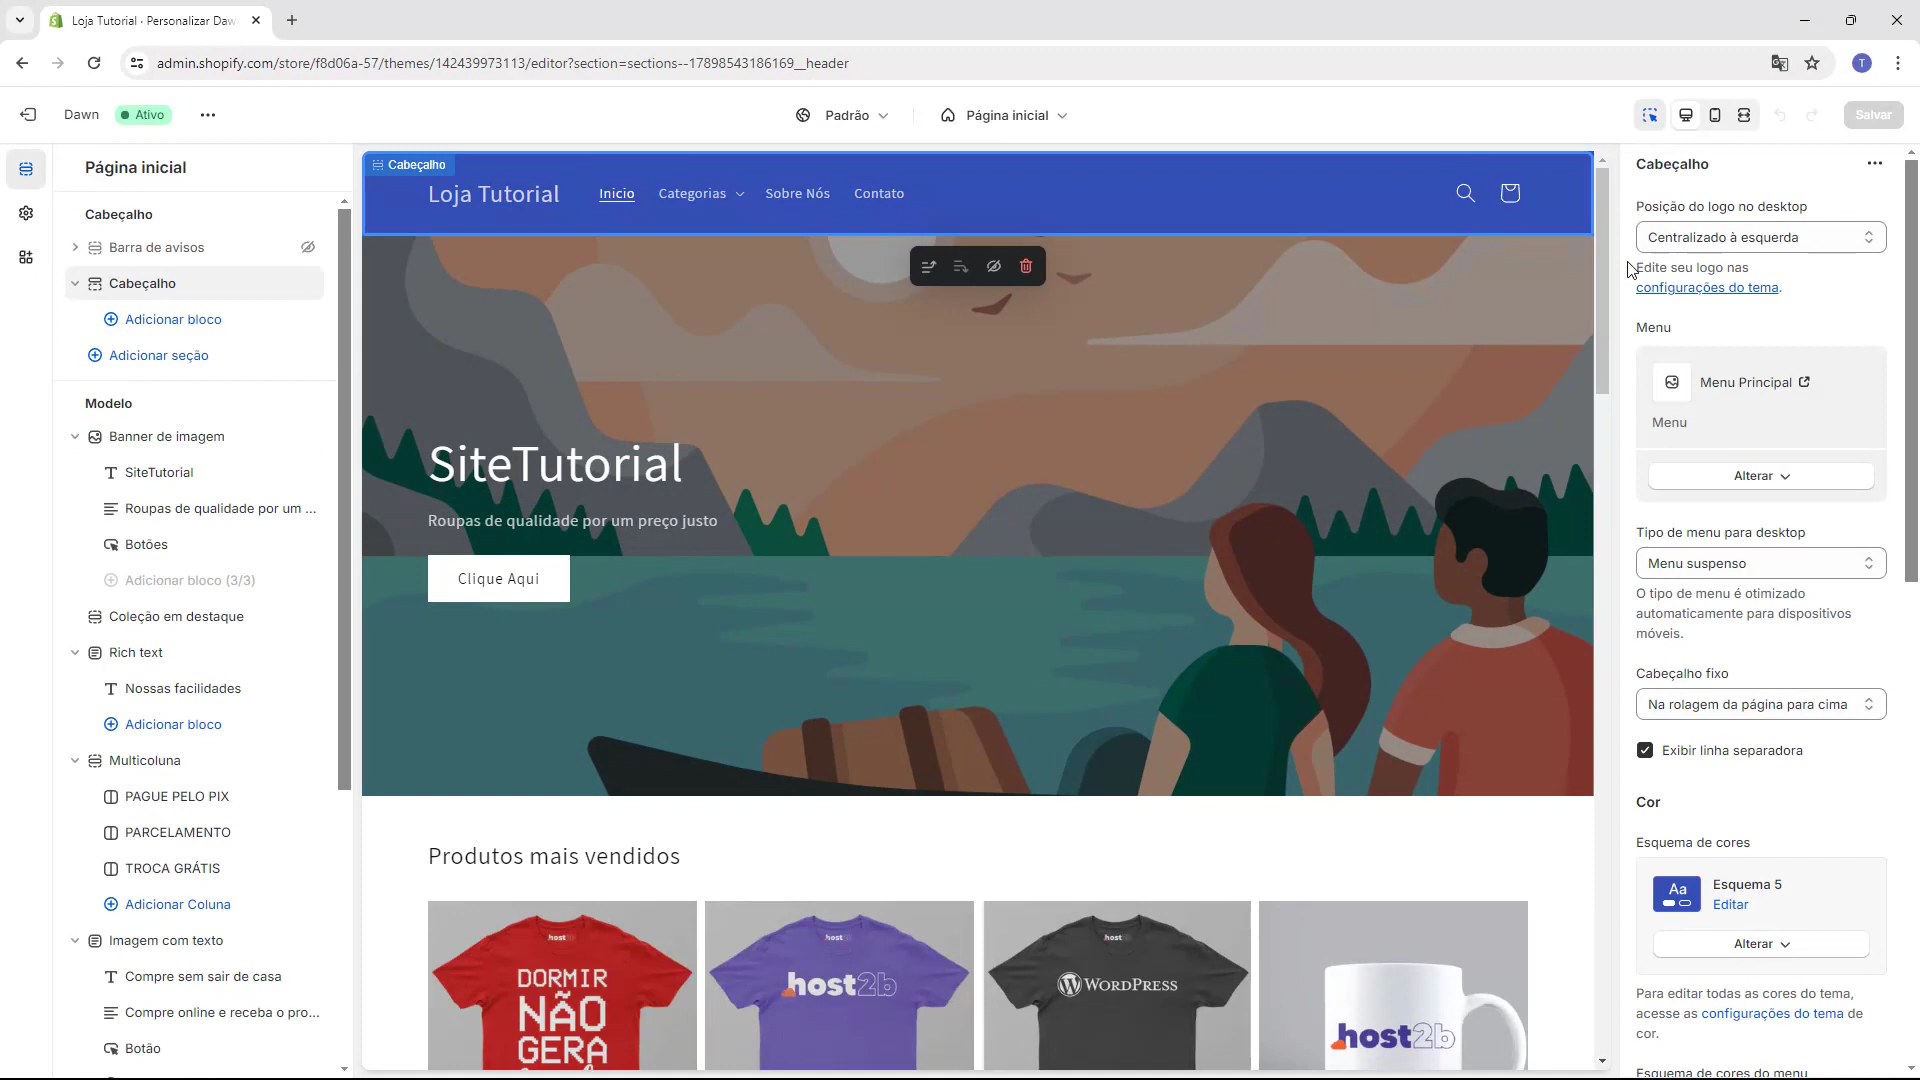 Loja Tutorial · Personalizar Daw
admin.shopify.com/store/f8d06a-57/themes/142439973113/editor?section=sections--17898543186169__header
T
Dawn
Ativo
Padrão
Página inicial
Salvar
Página inicial
Cabeçalho
Barra de avisos
Cabeçalho
Adicionar bloco
Adicionar seção
Modelo
Banner de imagem
SiteTutorial
Roupas de qualidade por um ...
Botões
Adicionar bloco (3/3)
Coleção em destaque
Rich text
Nossas facilidades
Adicionar bloco
Multicoluna
PAGUE PELO PIX
PARCELAMENTO
TROCA GRÁTIS
Adicionar Coluna
Imagem com texto
Compre sem sair de casa
Compre online e receba o pro...
Botão
Cabeçalho
Loja Tutorial
Inicio
Categorias
Sobre Nós
Contato
SiteTutorial
Roupas de qualidade por um preço justo
Clique Aqui
Produtos mais vendidos
host
DORMIR
NÃO
GERA
host
host2b
host
WORDPRESS
host2b
Cabeçalho
Posição do logo no desktop
Centralizado à esquerda
Edite seu logo nas
configurações do tema.
Menu
Menu Principal
Menu
Alterar
Tipo de menu para desktop
Menu suspenso
O tipo de menu é otimizado
automaticamente para dispositivos
móveis.
Cabeçalho fixo
Na rolagem da página para cima
Exibir linha separadora
Cor
Esquema de cores
Aa
Esquema 5
Editar
Alterar
Para editar todas as cores do tema,
acesse as configurações do tema de
cor.
Esquema de cores do menu